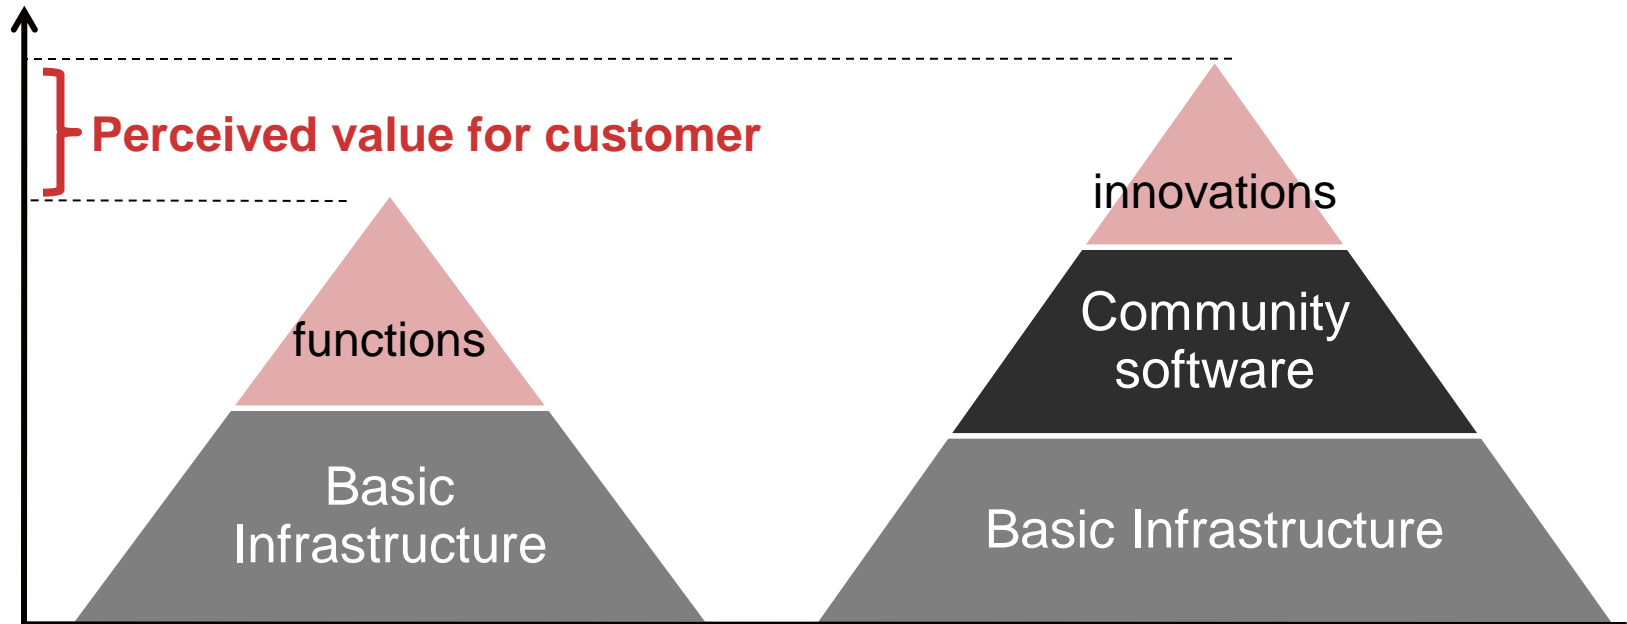 Perceived value for customer
functions
Basic
Infrastructure
innovations
Community
software
Basic Infrastructure